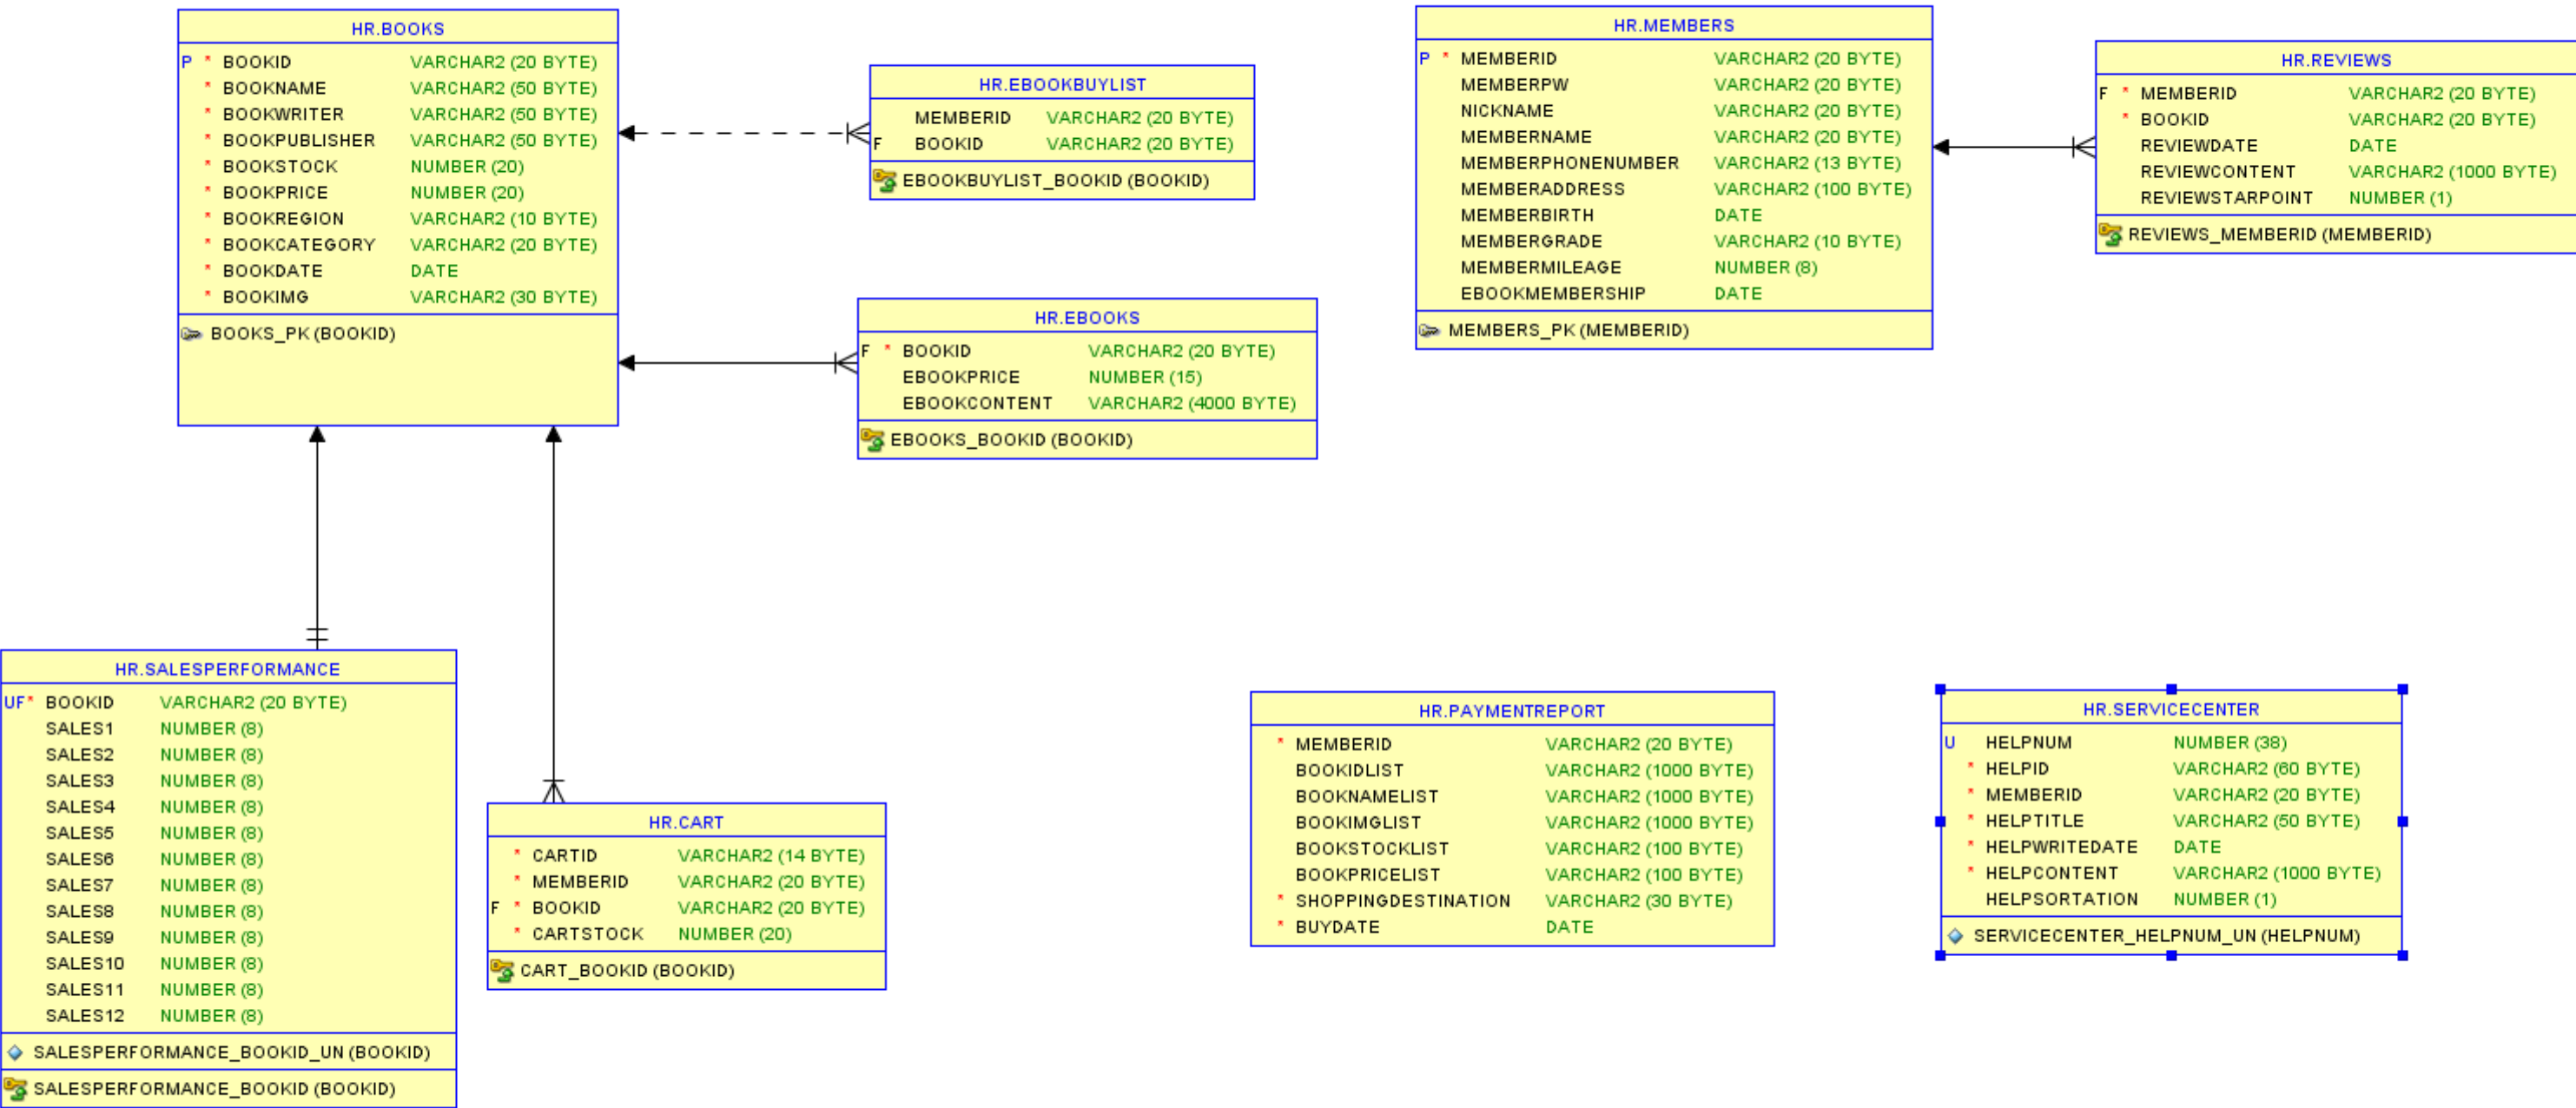 HR.BOOKS
P * BOOKID VARCHAR2 (20 BYTE)
* BOOKNAME VARCHAR2 (50 BYTE)
* BOOKWRITER VARCHAR2 (50 BYTE)
* BOOKPUBLISHER VARCHAR2 (50 BYTE)
* BOOKSTOCK NUMBER (20)
* BOOKPRICE NUMBER (20)
* BOOKREGION VARCHAR2 (10 BYTE)
* BOOKCATEGORY VARCHAR2 (20 BYTE)
* BOOKDATE DATE
* BOOKIMG VARCHAR2 (30 BYTE)
BOOKS_PK (BOOKID)
HR.EBOOKBUYLIST
MEMBERID VARCHAR2 (20 BYTE)
F BOOKID VARCHAR2 (20 BYTE)
EBOOKBUYLIST_BOOKID (BOOKID)
HR.EBOOKS
F * BOOKID VARCHAR2 (20 BYTE)
EBOOKPRICE NUMBER (15)
EBOOKCONTENT VARCHAR2 (4000 BYTE)
EBOOKS_BOOKID (BOOKID)
HR.MEMBERS
P * MEMBERID VARCHAR2 (20 BYTE)
MEMBERPW VARCHAR2 (20 BYTE)
NICKNAME VARCHAR2 (20 BYTE)
MEMBERNAME VARCHAR2 (20 BYTE)
MEMBERPHONENUMBER VARCHAR2 (13 BYTE)
MEMBERADDRESS VARCHAR2 (100 BYTE)
MEMBERBIRTH DATE
MEMBERGRADE VARCHAR2 (10 BYTE)
MEMBERMILEAGE NUMBER (8)
EBOOKMEMBERSHIP DATE
MEMBERS_PK (MEMBERID)
HR.REVIEWS
F * MEMBERID VARCHAR2 (20 BYTE)
* BOOKID VARCHAR2 (20 BYTE)
REVIEWDATE DATE
REVIEWCONTENT VARCHAR2 (1000 BYTE)
REVIEWSTARPOINT NUMBER (1)
REVIEWS_MEMBERID (MEMBERID)
HR.SALESPERFORMANCE
UF * BOOKID VARCHAR2 (20 BYTE)
SALES1 NUMBER (8)
SALES2 NUMBER (8)
SALES3 NUMBER (8)
SALES4 NUMBER (8)
SALES5 NUMBER (8)
SALES6 NUMBER (8)
SALES7 NUMBER (8)
SALES8 NUMBER (8)
SALES9 NUMBER (8)
SALES10 NUMBER (8)
SALES11 NUMBER (8)
SALES12 NUMBER (8)
SALESPERFORMANCE_BOOKID_UN (BOOKID)
SALESPERFORMANCE_BOOKID (BOOKID)
HR.CART
* CARTID VARCHAR2 (14 BYTE)
* MEMBERID VARCHAR2 (20 BYTE)
F * BOOKID VARCHAR2 (20 BYTE)
* CARTSTOCK NUMBER (20)
CART_BOOKID (BOOKID)
HR.PAYMENTREPORT
* MEMBERID VARCHAR2 (20 BYTE)
BOOKIDLIST VARCHAR2 (1000 BYTE)
BOOKNAMELIST VARCHAR2 (1000 BYTE)
BOOKIMGLIST VARCHAR2 (1000 BYTE)
BOOKSTOCKLIST VARCHAR2 (100 BYTE)
BOOKPRICELIST VARCHAR2 (100 BYTE)
* SHOPPINGDESTINATION VARCHAR2 (30 BYTE)
* BUYDATE DATE
HR.SERVICECENTER
U HELPNUM NUMBER (38)
* HELPID VARCHAR2 (60 BYTE)
* MEMBERID VARCHAR2 (20 BYTE)
* HELPTITLE VARCHAR2 (50 BYTE)
* HELPWRITEDATE DATE
* HELPCONTENT VARCHAR2 (1000 BYTE)
HELPSORTATION NUMBER (1)
SERVICECENTER_HELPNUM_UN (HELPNUM)